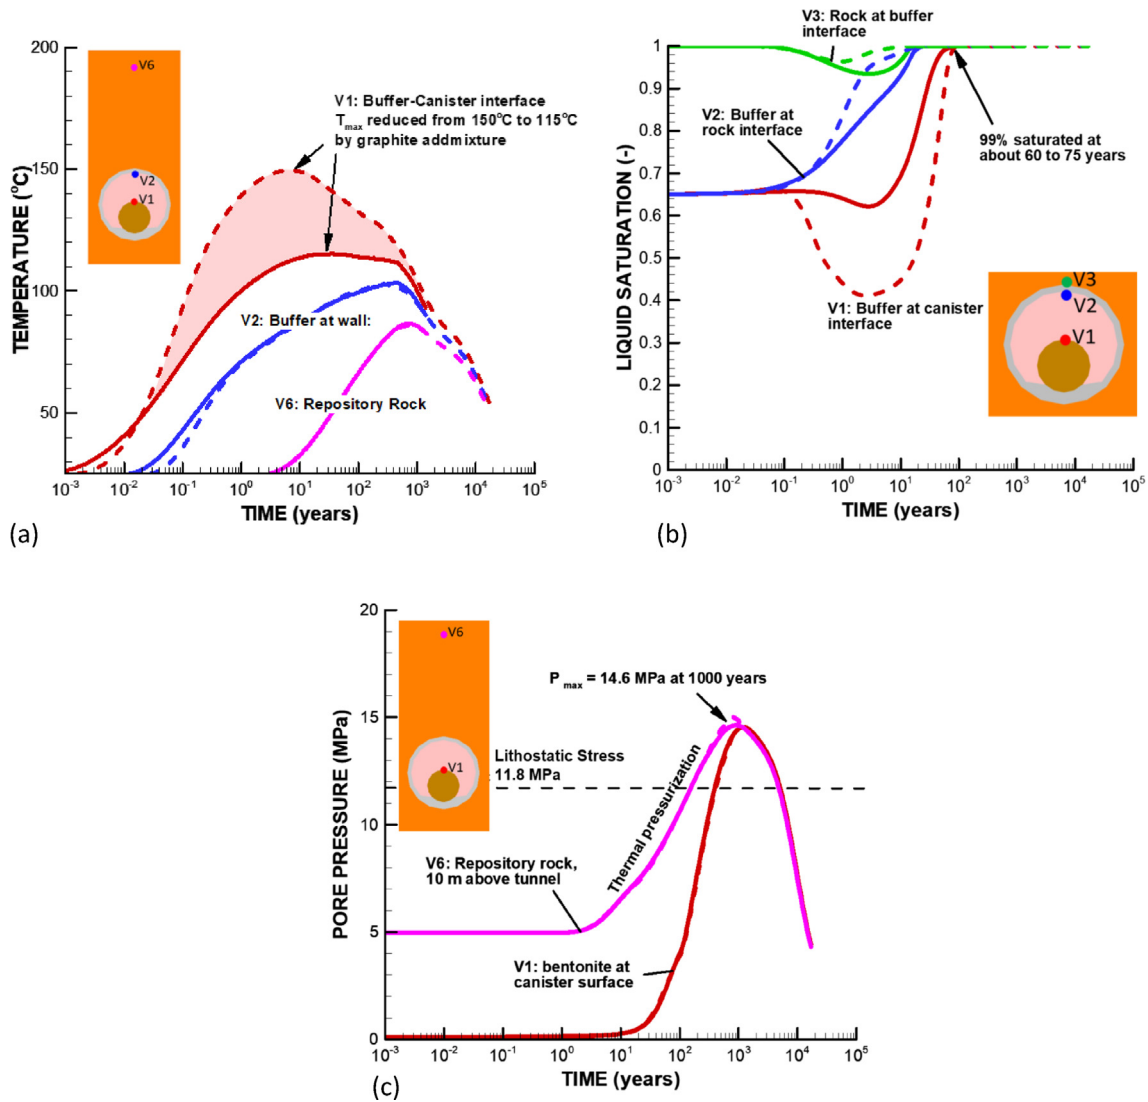 200
150
100
50
TEMPERATURE (°C)
V6
V2
V1
V1: Buffer-Canister interface
Tmax reduced from 150°C to 115°C
by graphite addmixture
V2: Buffer at wall:
V6: Repository Rock
10-3 10-2 10-1 100 101 102 103 104 105
TIME (years)
(a)
V3: Rock at buffer
interface
1
0.9
0.8
0.7
0.6
0.5
0.4
0.3
0.2
0.1
0
LIQUID SATURATION (-)
V2: Buffer at
rock interface
99% saturated at
about 60 to 75 years
V1: Buffer at canister
interface
V3
V2
V1
10-3 10-2 10-1 100 101 102 103 104 105
TIME (years)
(b)
20
15
10
5
0
PORE PRESSURE (MPa)
V6
V1
P max = 14.6 MPa at 1000 years
Lithostatic Stress
11.8 MPa
Thermal pressurization
V6: Repository rock,
10 m above tunnel
V1: bentonite at
canister surface
10-3 10-2 10-1 100 101 102 103 104 105
TIME (years)
(c)